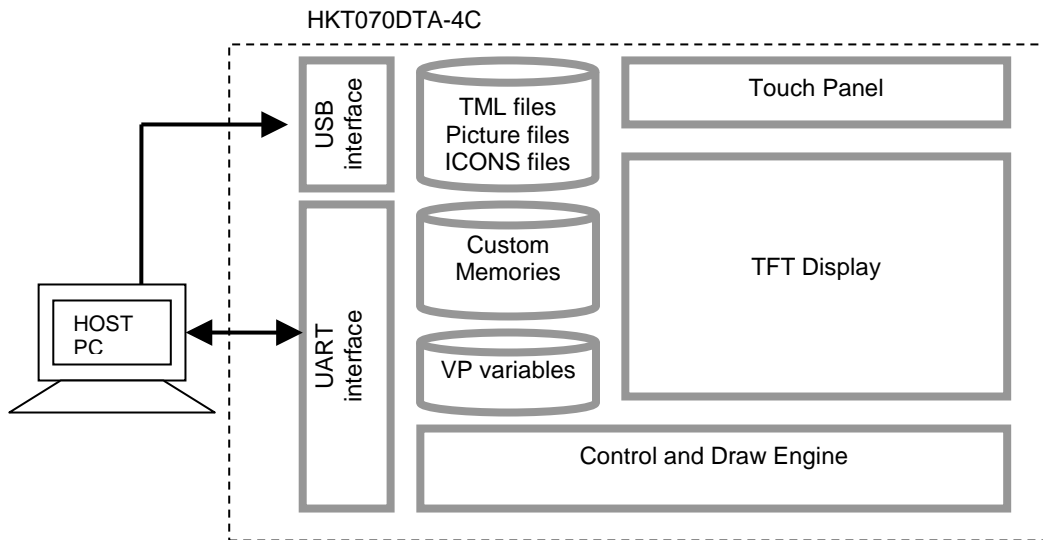 HKT070DTA-4C
USB
interface
TML files
Picture files
ICONS files
Touch Panel
Custom
Memories
TFT Display
HOST
PC
UART
interface
VP variables
Control and Draw Engine